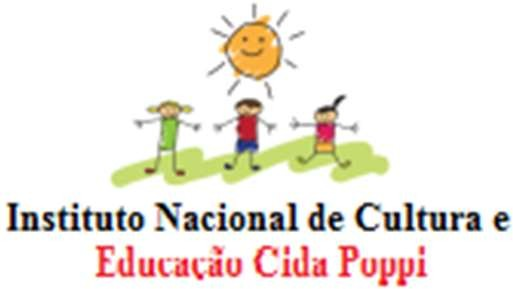 Instituto Nacional de Cultura e
Educação Cida Poppi